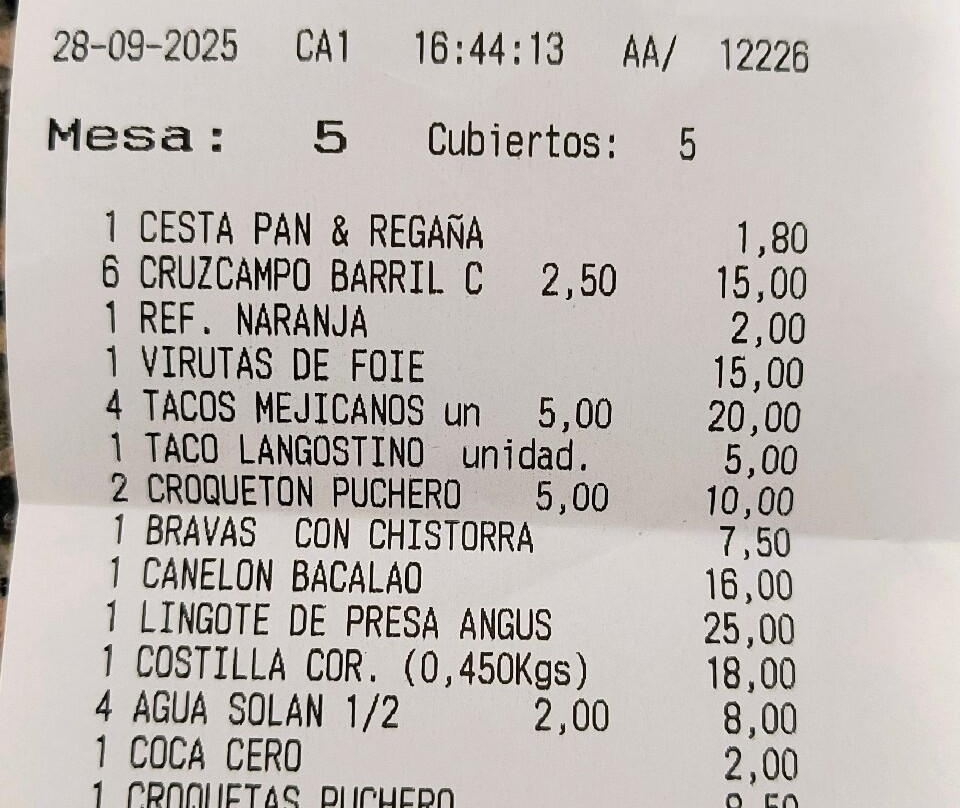 28-09-2025 CA1 16:44:13 AA/ 12226
Mesa: 5 Cubiertos: 5
1 CESTA PAN & REGAÑA 1,80
6 CRUZCAMPO BARRIL C 2,50 15,00
1 REF. NARANJA 2,00
1 VIRUTAS DE FOIE 15,00
4 TACOS MEJICANOS un 5,00 20,00
1 TACO LANGOSTINO unidad. 5,00
2 CROQUETON PUCHERO 5,00 10,00
1 BRAVAS CON CHISTORRA 7,50
1 CANELON BACALAO 16,00
1 LINGOTE DE PRESA ANGUS 25,00
1 COSTILLA COR. (0,450Kgs) 18,00
4 AGUA SOLAN 1/2 2,00 8,00
1 COCA CERO 2,00
1 CROQUETAS PUCHERO